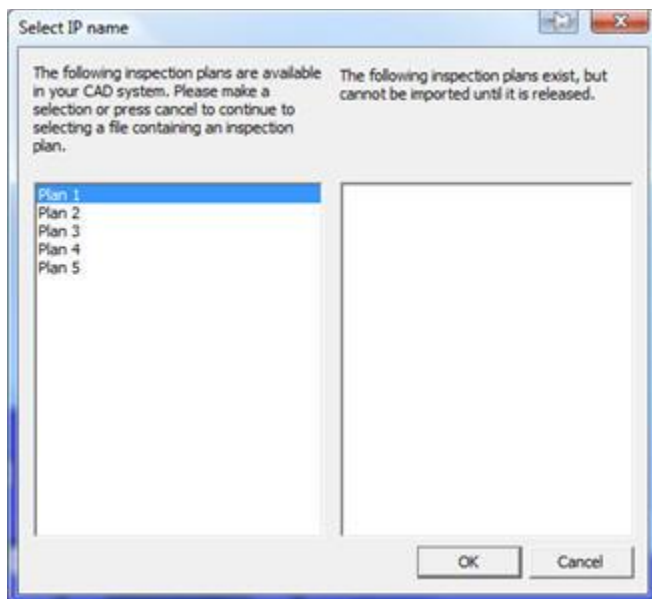 Select IP name
The following inspection plans are available
in your CAD system. Please make a
selection or press cancel to continue to
selecting a file containing an inspection
plan.
The following inspection plans exist, but
cannot be imported until it is released.
Plan 1
Plan 2
Plan 3
Plan 4
Plan 5
OK
Cancel